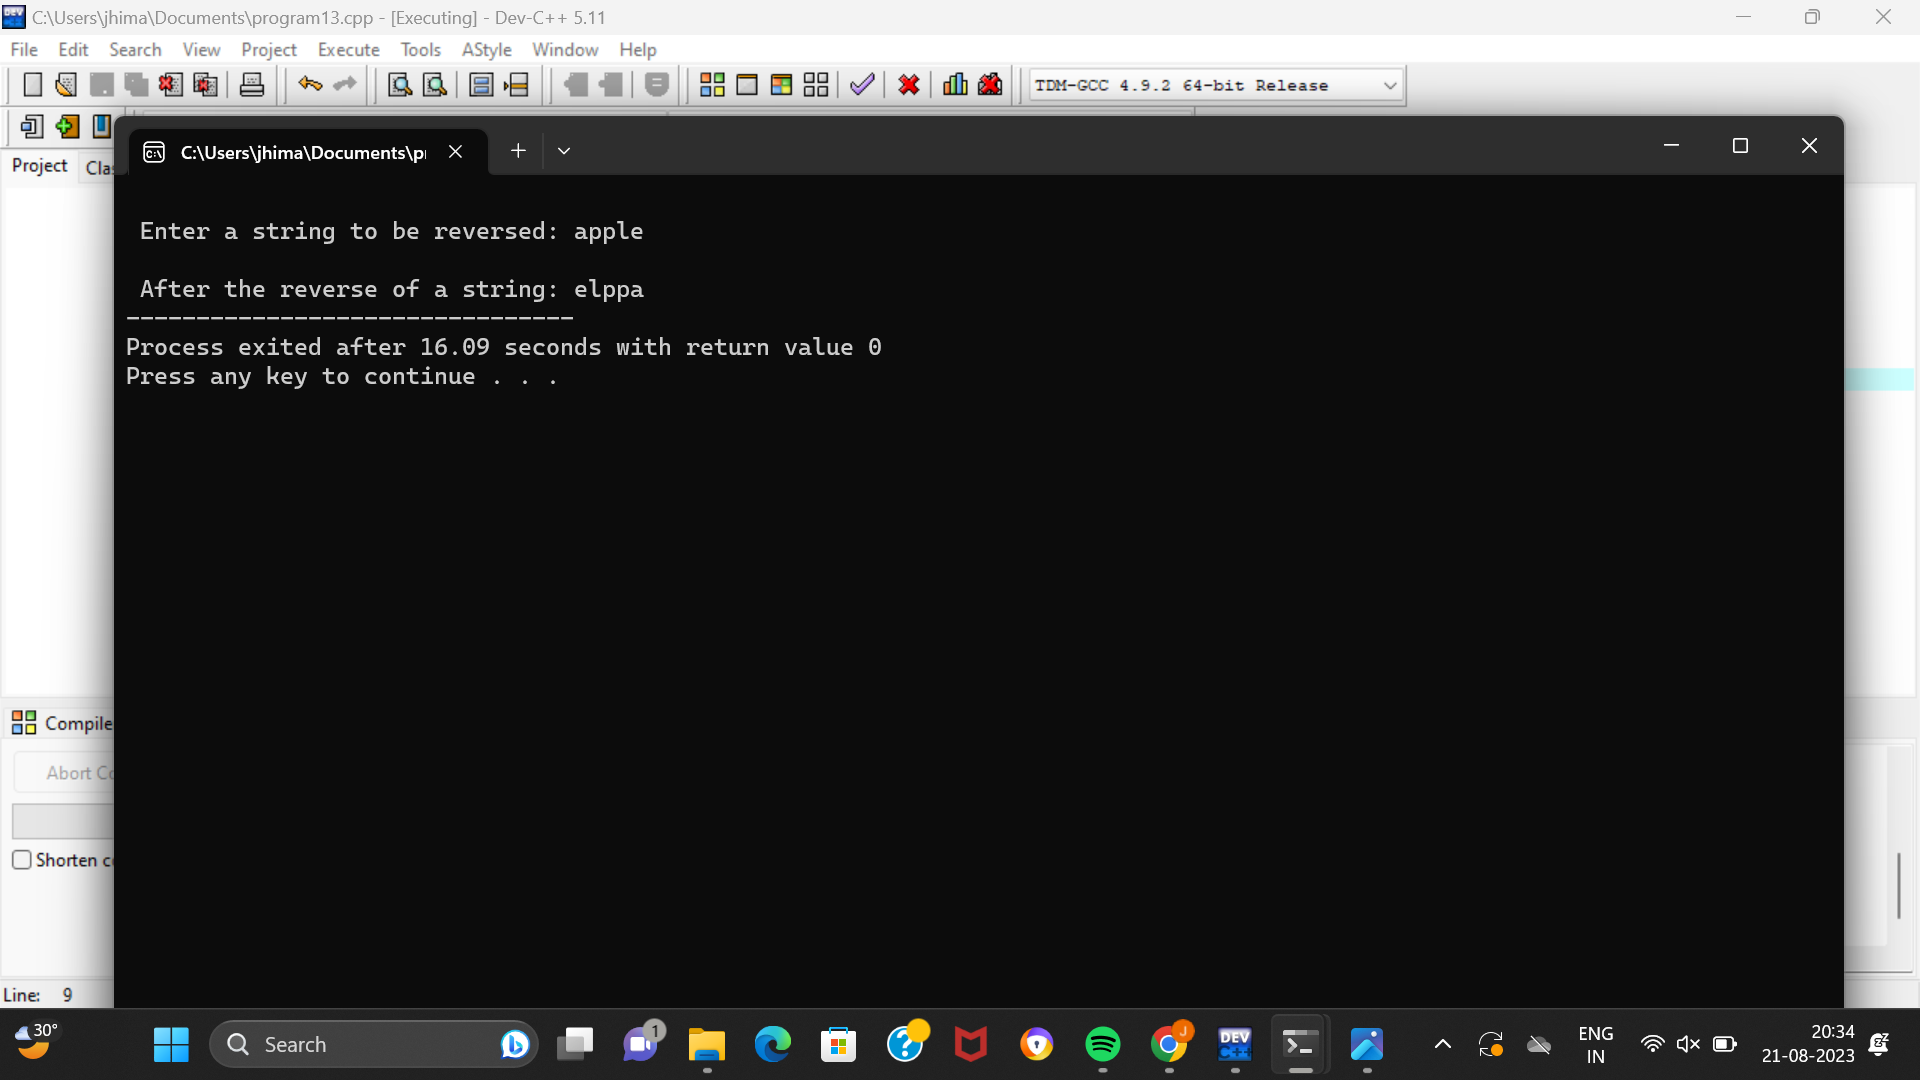 C:\Users\jhima\Documents\program13.cpp - [Executing] - Dev-C++ 5.11
File Edit Search View Project Execute Tools AStyle Window Help
TDM-GCC 4.9.2 64-bit Release
C:\Users\jhima\Documents\p
Project
Enter a string to be reversed: apple
After the reverse of a string: elppa
--------------------------------
Process exited after 16.09 seconds with return value 0
Press any key to continue . . .
Compile
Abort
Shorten
Line: 9
30°
Search
1
J
DEV
C++
ENG
IN
20:34
21-08-2023